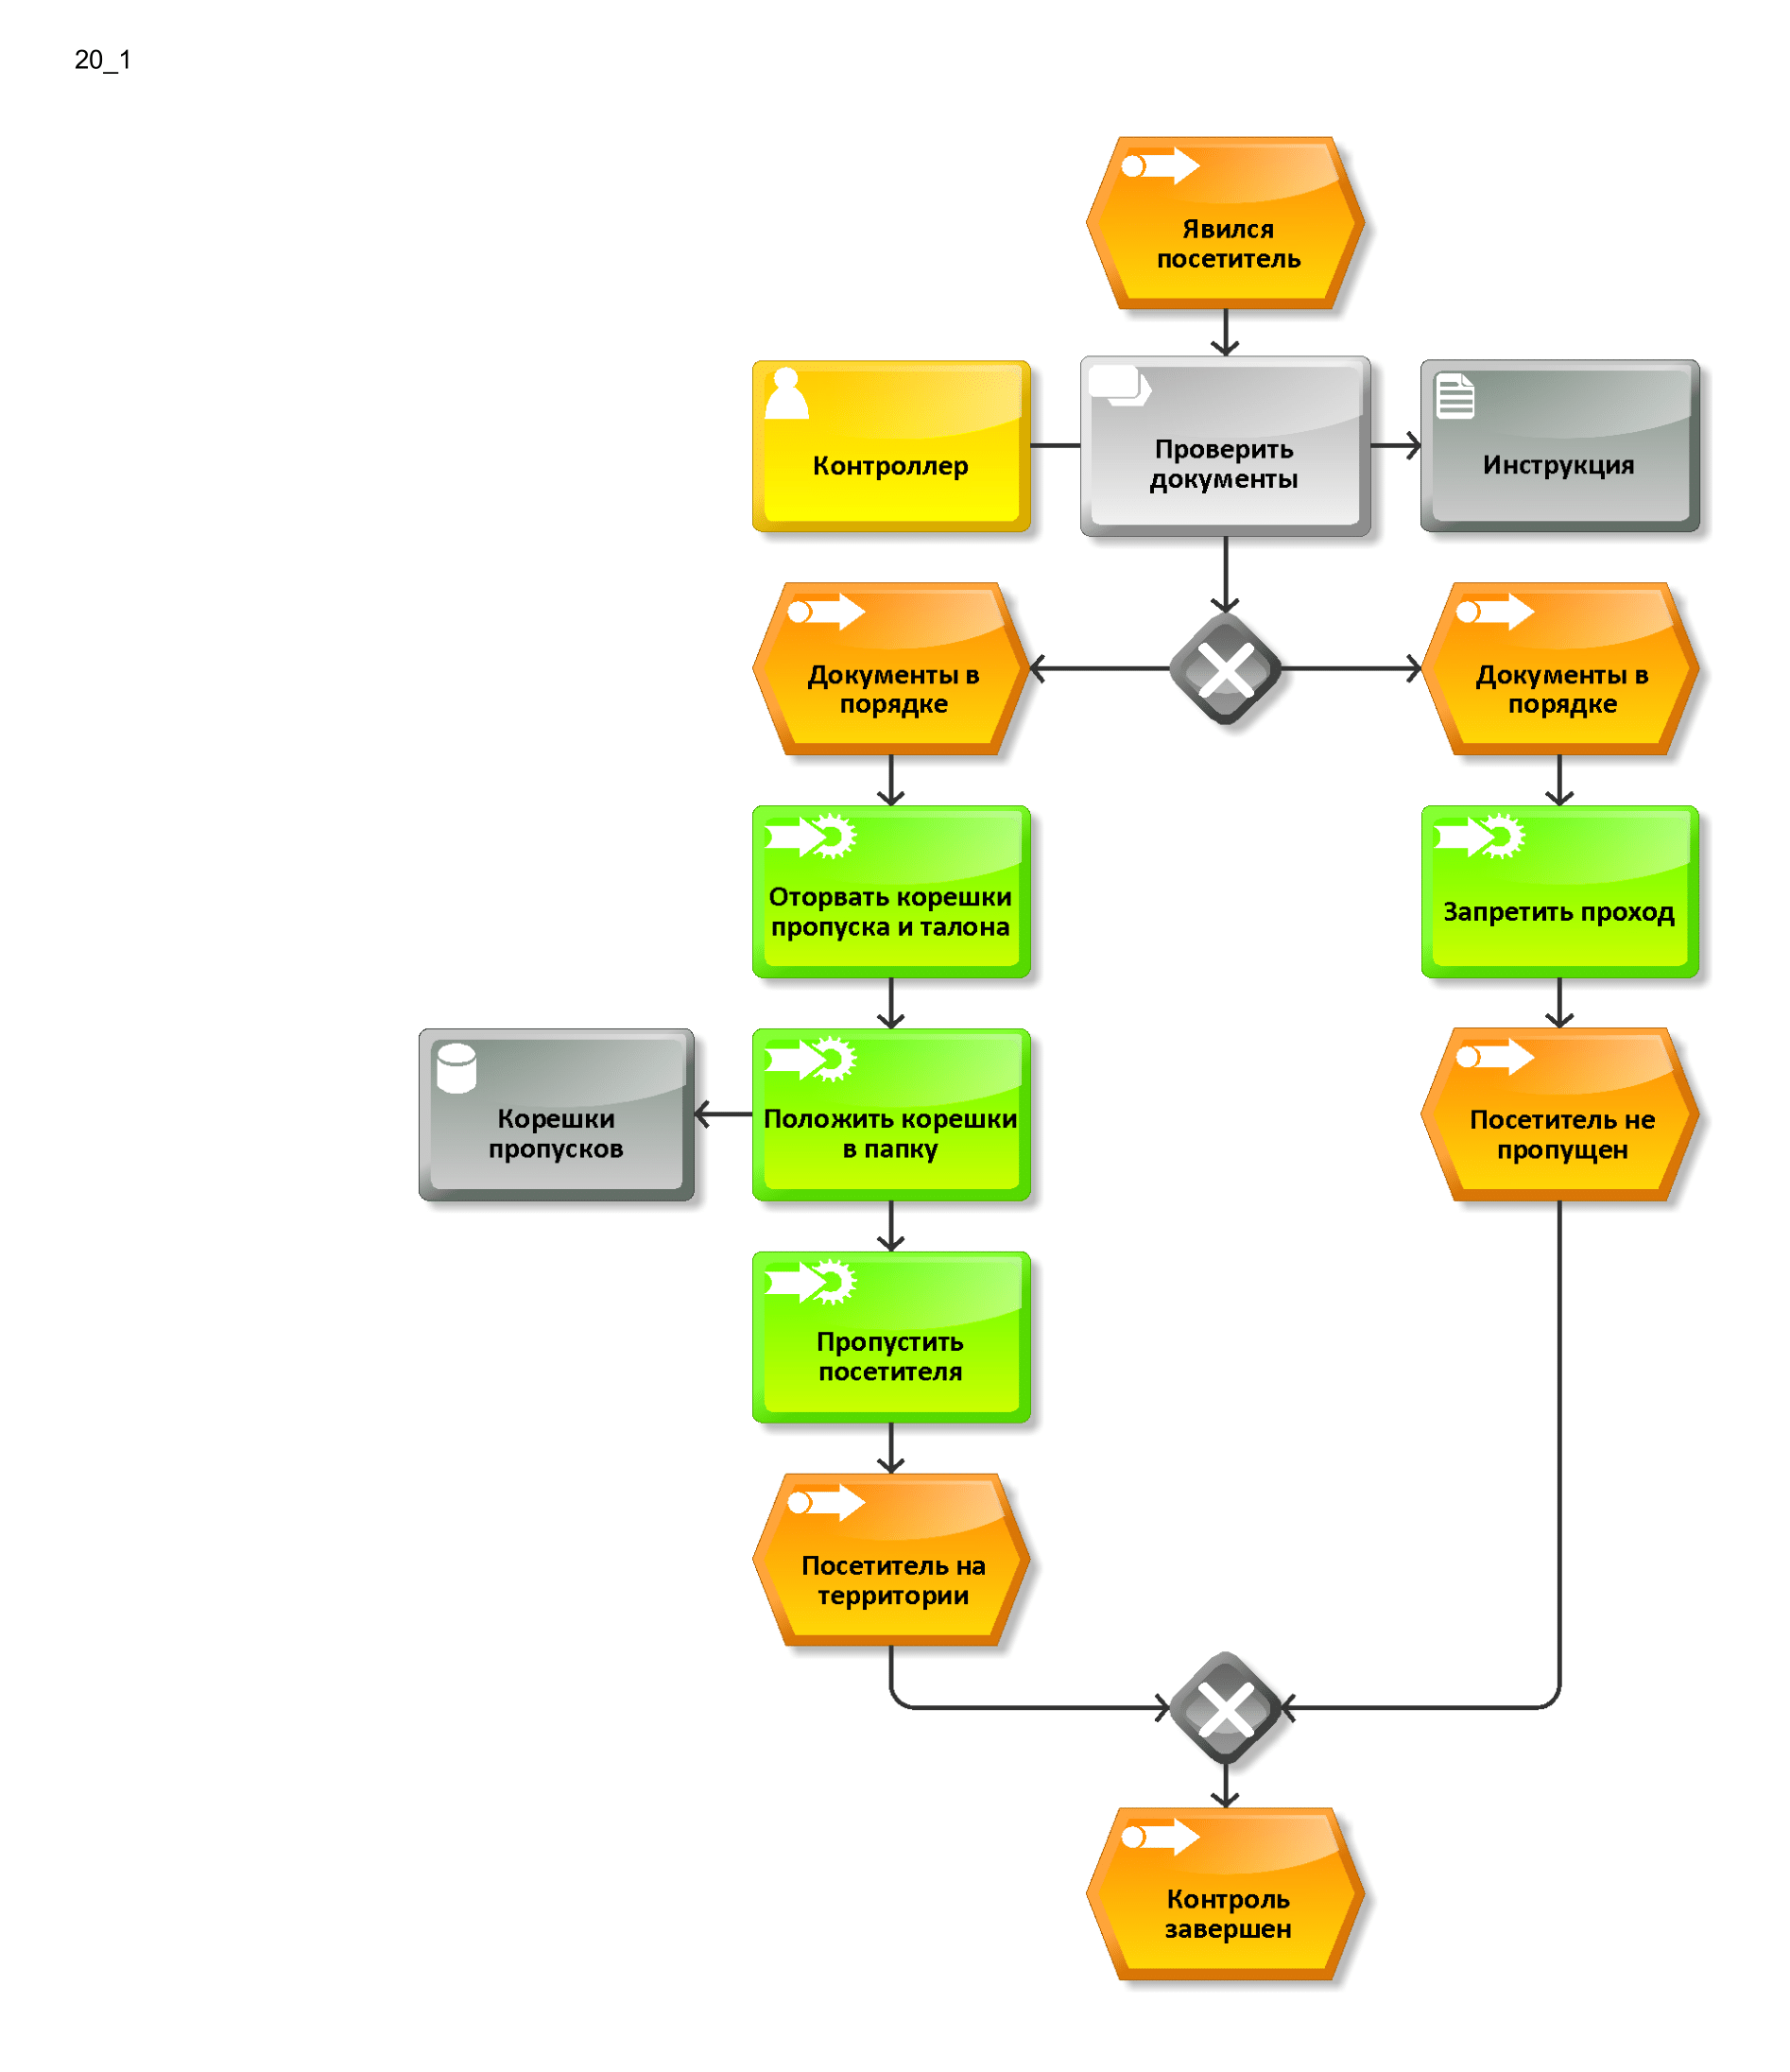 20_1
Явился
посетитель
Контроллер
Проверить
документы
Инструкция
Документы в
порядке
Документы в
порядке
Оторвать корешки
пропуска и талона
Запретить проход
Корешки
пропусков
Положить корешки
в папку
Посетитель не
пропущен
Пропустить
посетителя
Посетитель на
территории
Контроль
завершен